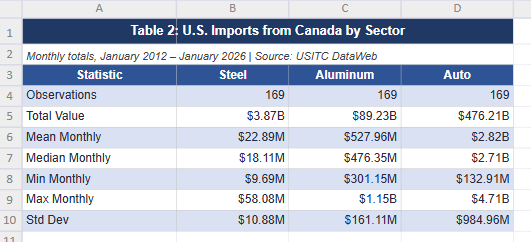 A B C D
1 Table 2: U.S. Imports from Canada by Sector
2 Monthly totals, January 2012 – January 2026 | Source: USITC DataWeb
3 Statistic Steel Aluminum Auto
4 Observations 169 169 169
5 Total Value $3.87B $89.23B $476.21B
6 Mean Monthly $22.89M $527.96M $2.82B
7 Median Monthly $18.11M $476.35M $2.71B
8 Min Monthly $9.69M $301.15M $132.91M
9 Max Monthly $58.08M $1.15B $4.71B
10 Std Dev $10.88M $161.11M $984.96M
11